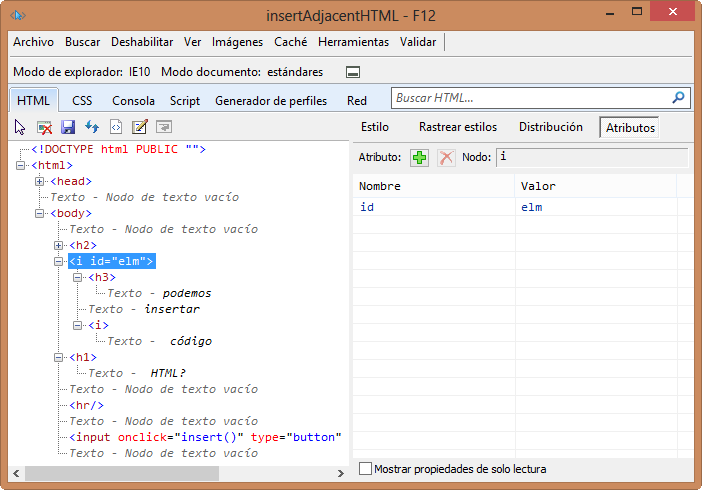 insertAdjacentHTML - F12
Archivo Buscar Deshabilitar Ver Imágenes Caché Herramientas Validar
Modo de explorador: IE10 Modo documento: estándares
HTML CSS Consola Script Generador de perfiles Red Buscar HTML...
Estilo Rastrear estilos Distribución Atributos
Atributo: Nodo: i
<!DOCTYPE html PUBLIC "">
<html>
<head>
Texto - Nodo de texto vacío
<body>
Texto - Nodo de texto vacío
<h2>
<i id="elm">
<h3>
Texto - podemos
Texto - insertar
<i>
Texto - código
<h1>
Texto - HTML?
Texto - Nodo de texto vacío
<hr/>
Texto - Nodo de texto vacío
<input onclick="insert()" type="button"
Texto - Nodo de texto vacío
Nombre Valor
id elm
Mostrar propiedades de solo lectura